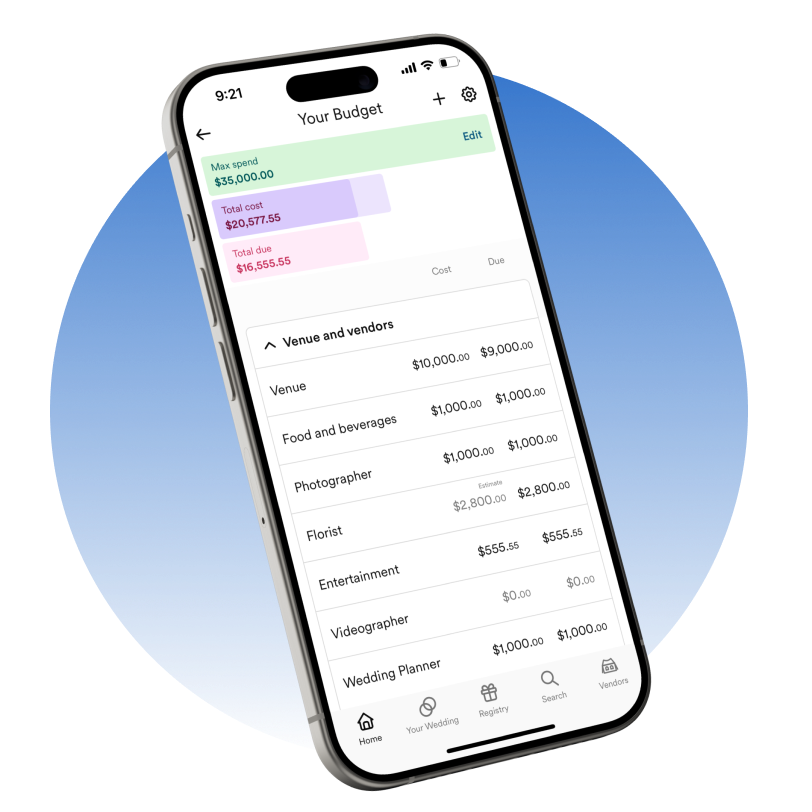 9:21
Your Budget
Max spend
$35,000.00
Edit
Total cost
$20,577.55
Total due
$16,555.55
Cost Due
Venue and vendors
Venue $10,000.00 $9,000.00
Food and beverages $1,000.00 $1,000.00
Photographer $1,000.00 $1,000.00
Estimate
Florist $2,800.00 $2,800.00
Entertainment $555.55 $555.55
Videographer $0.00 $0.00
Wedding Planner $1,000.00 $1,000.00
Home Your Wedding Registry Search Vendors